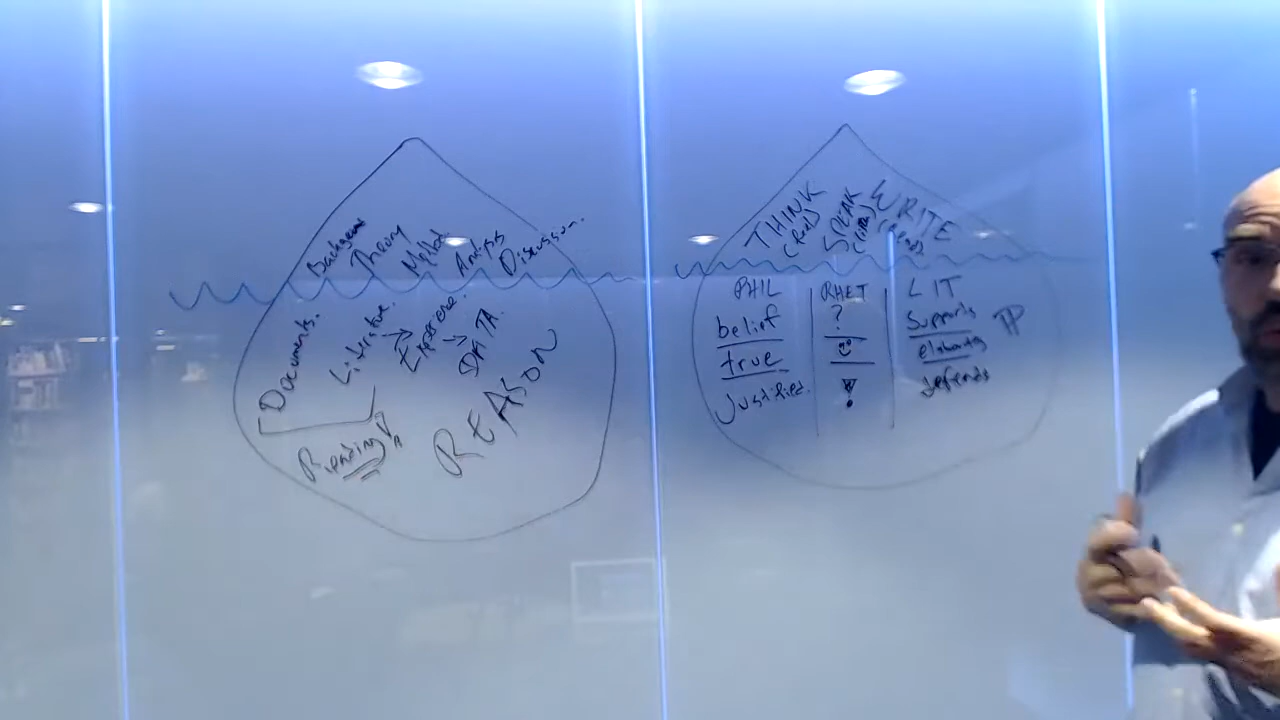 Background
Theory
Method
Analysis
Discussion.
Documents.
Literature.
DATA.
Reading
REASON
THINK
SPEAK
WRITE
(Read)
PHIL
RHET
LIT
belief
?
supports
true
elaborates
Justified.
!
defends